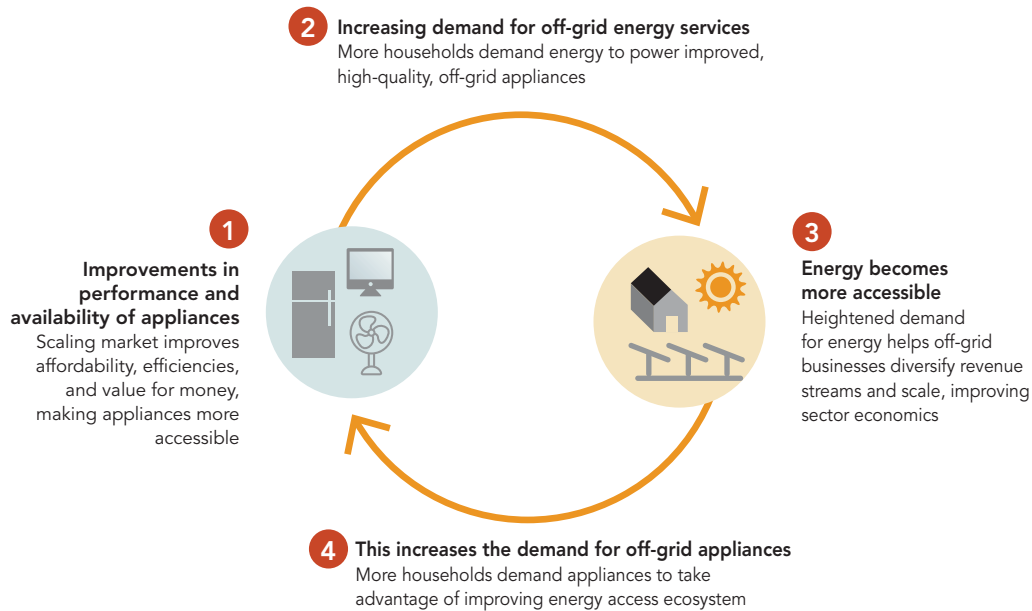 2
Increasing demand for off-grid energy services
More households demand energy to power improved,
high-quality, off-grid appliances
1
Improvements in
performance and
availability of appliances
Scaling market improves
affordability, efficiencies,
and value for money,
making appliances more
accessible
3
Energy becomes
more accessible
Heightened demand
for energy helps off-grid
businesses diversify revenue
streams and scale, improving
sector economics
4
This increases the demand for off-grid appliances
More households demand appliances to take
advantage of improving energy access ecosystem